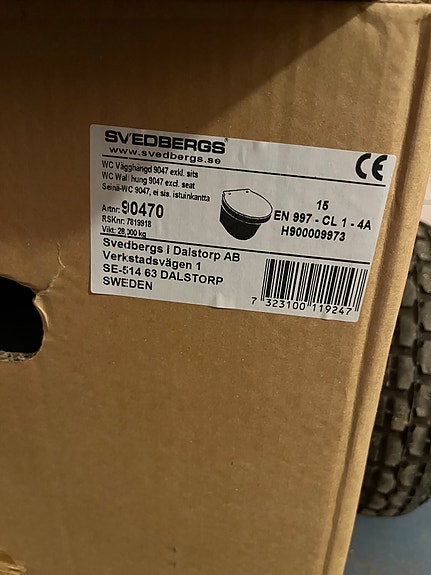 SVEDBERGS®
www.svedbergs.se
WC Vägghängd 9047 exkl. sits
WC Wall hung 9047 excl. seat
Seinä-WC 9047, ei sis. istuinkantta
Artnr: 90470
RSKnr: 7819918
Vikt: 28,000 kg
CE
15
EN 997 - CL 1 - 4A
H900009973
Svedbergs i Dalstorp AB
Verkstadsvägen 1
SE-514 63 DALSTORP
SWEDEN
7 323100 119247